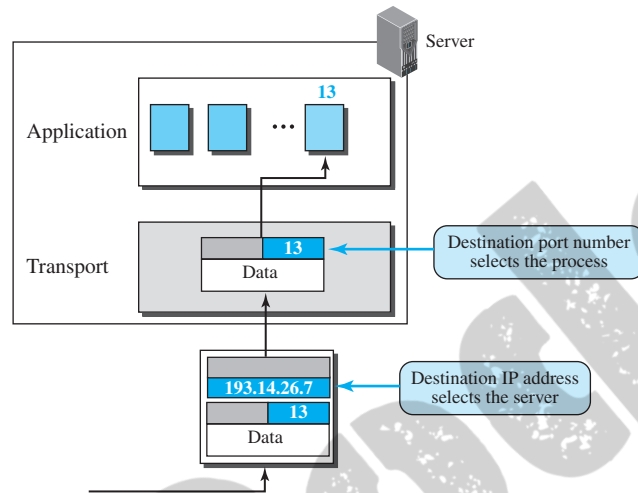 Server
13
Application
...
13
Destination port number
selects the process
Transport
Data
193.14.26.7
Destination IP address
selects the server
13
Data